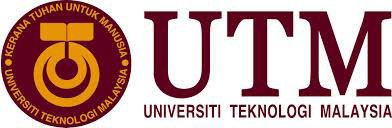 • KERANA TUHAN UNTUK MANUSIA •
UNIVERSITI TEKNOLOGI MALAYSIA
UTM
UNIVERSITI TEKNOLOGI MALAYSIA